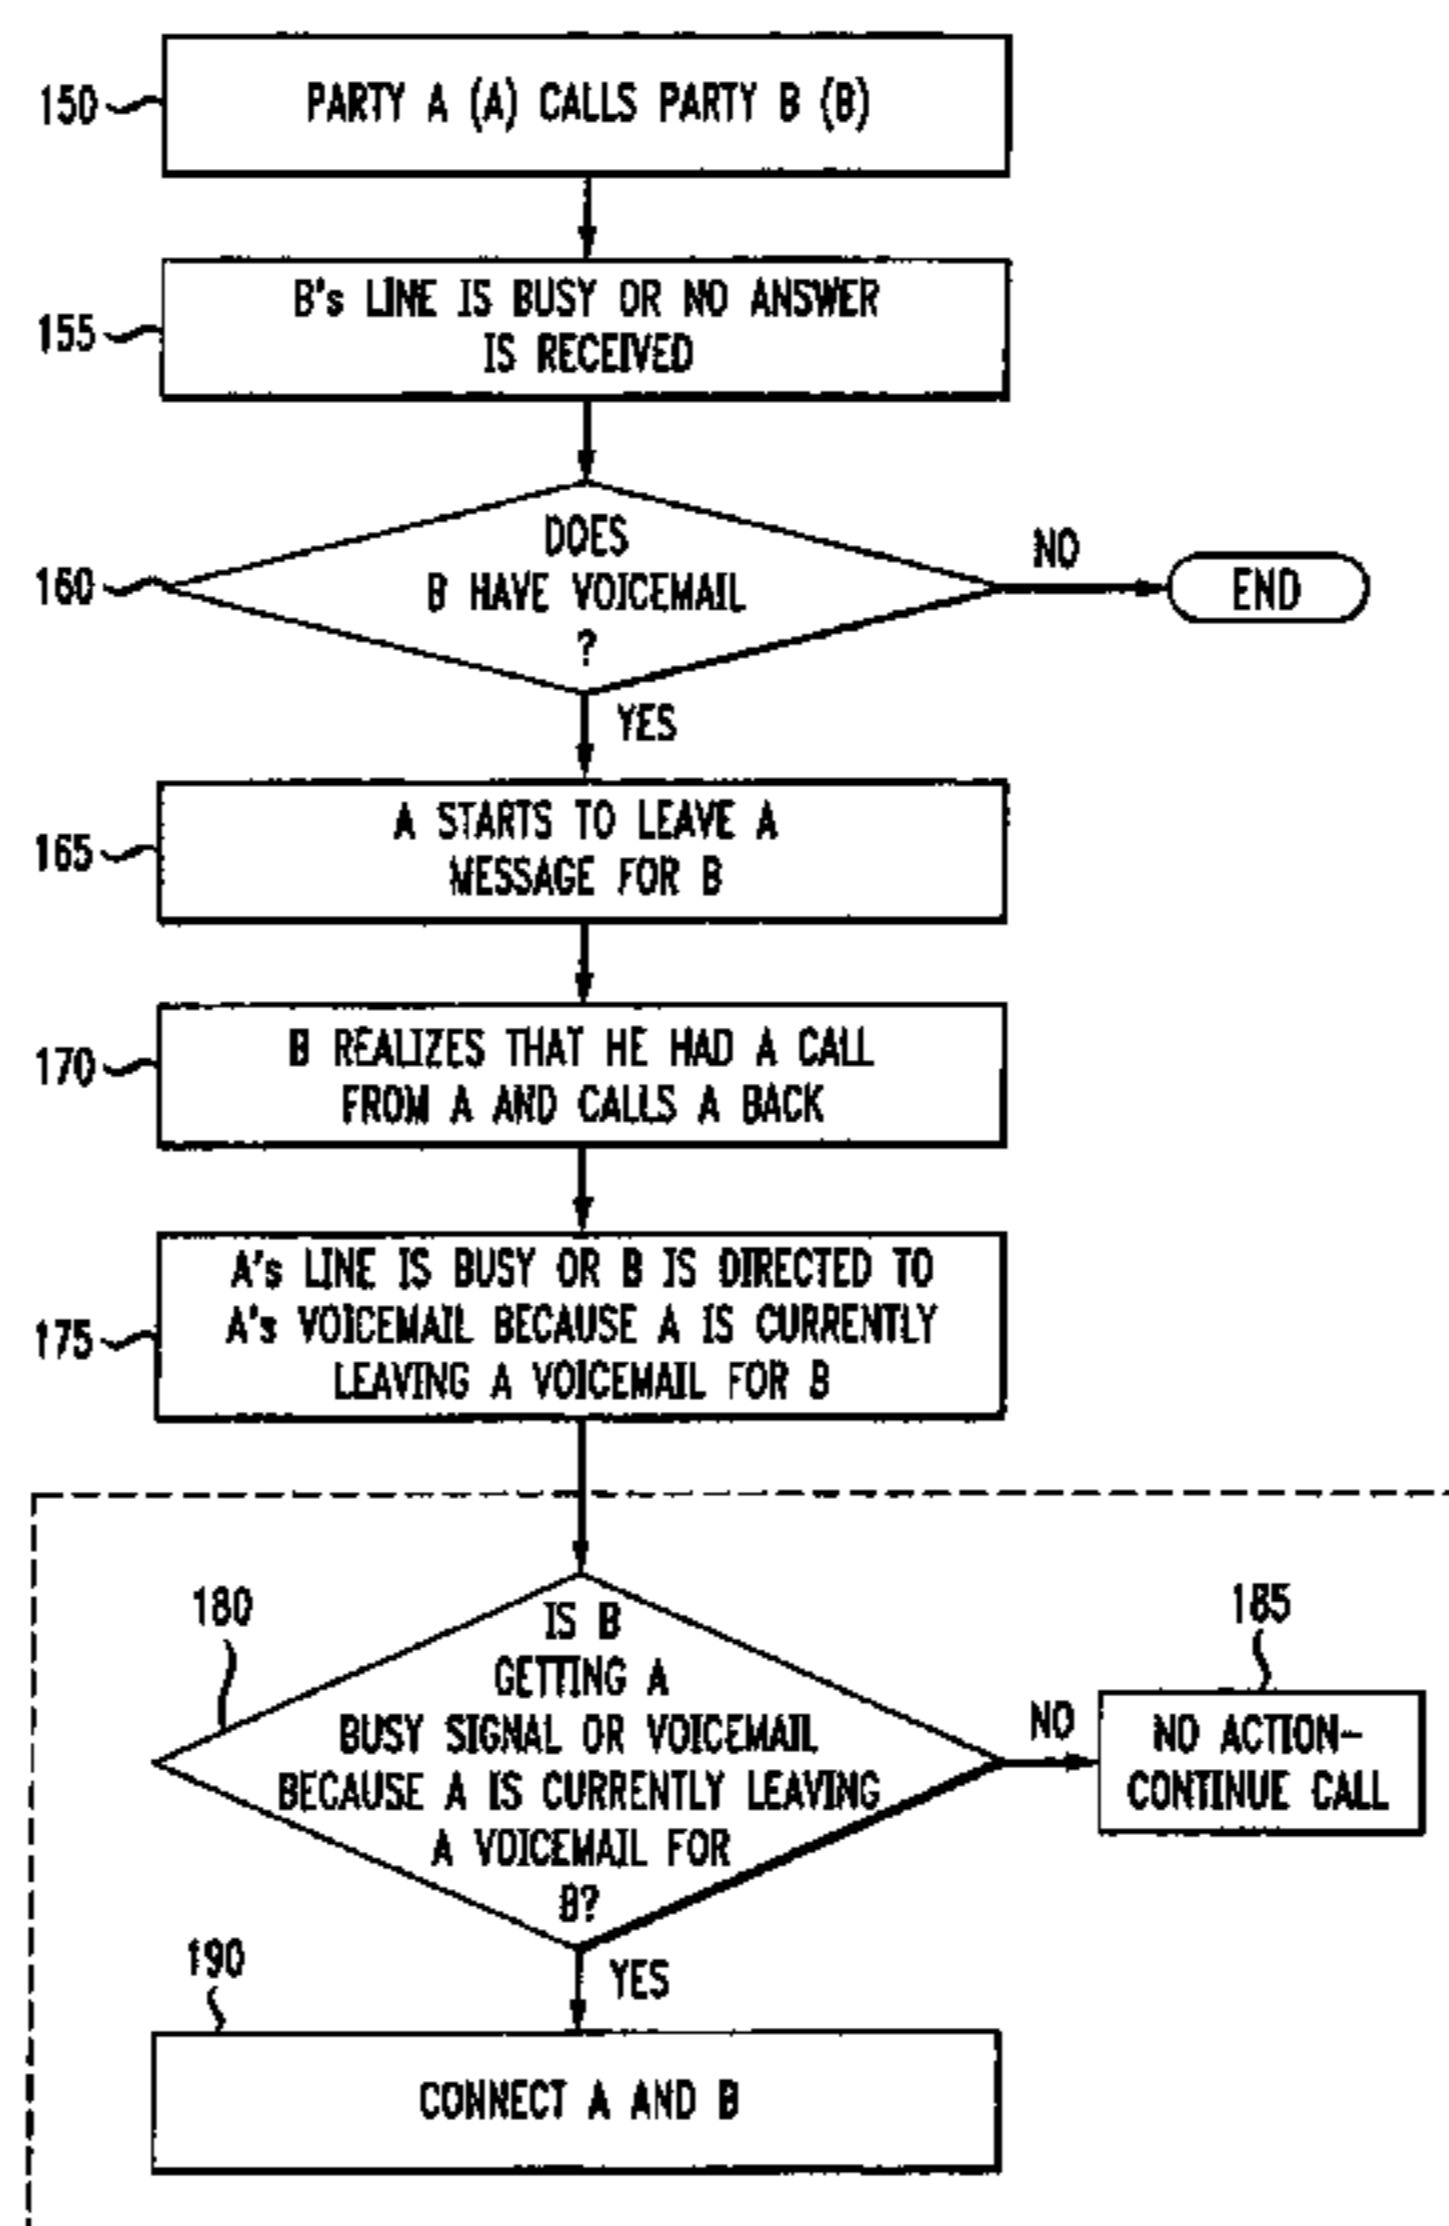 150
PARTY A (A) CALLS PARTY B (B)
155
B's LINE IS BUSY OR NO ANSWER
IS RECEIVED
160
DOES
B HAVE VOICEMAIL
?
NO
END
YES
165
A STARTS TO LEAVE A
MESSAGE FOR B
170
B REALIZES THAT HE HAD A CALL
FROM A AND CALLS A BACK
175
A's LINE IS BUSY OR B IS DIRECTED TO
A's VOICEMAIL BECAUSE A IS CURRENTLY
LEAVING A VOICEMAIL FOR B
180
IS B
GETTING A
BUSY SIGNAL OR VOICEMAIL
BECAUSE A IS CURRENTLY LEAVING
A VOICEMAIL FOR
B?
NO
185
NO ACTION-
CONTINUE CALL
YES
190
CONNECT A AND B